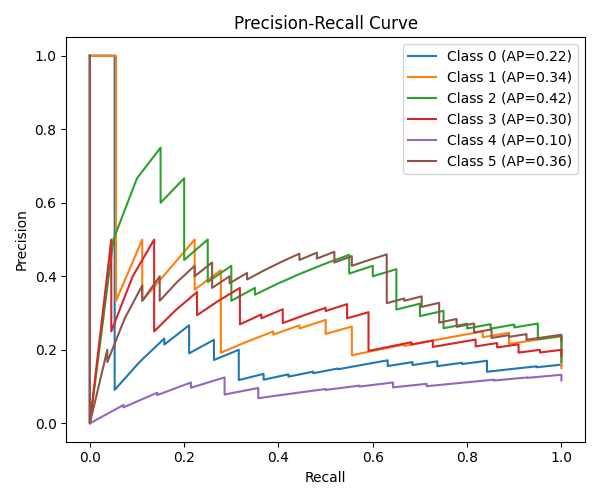 Precision-Recall Curve
Class 0 (AP=0.22)
Class 1 (AP=0.34)
Class 2 (AP=0.42)
Class 3 (AP=0.30)
Class 4 (AP=0.10)
Class 5 (AP=0.36)
Precision
1.0
0.8
0.6
0.4
0.2
0.0
0.0 0.2 0.4 0.6 0.8 1.0
Recall